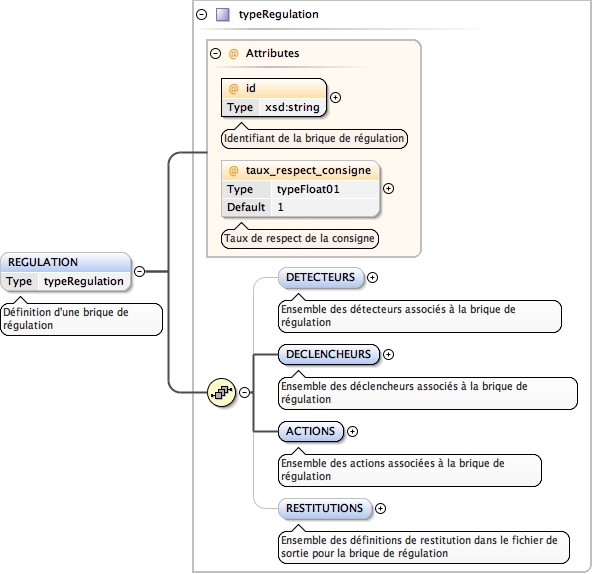 typeRegulation
@ Attributes
@ id
Type xsd:string
Identifiant de la brique de régulation
@ taux_respect_consigne
Type typeFloat01
Default 1
Taux de respect de la consigne
REGULATION
Type typeRegulation
Définition d'une brique de
régulation
DETECTEURS
Ensemble des détecteurs associés à la brique de
régulation
DECLENCHEURS
Ensemble des déclencheurs associés à la brique de
régulation
ACTIONS
Ensemble des actions associées à la brique de
régulation
RESTITUTIONS
Ensemble des définitions de restitution dans le fichier de
sortie pour la brique de régulation